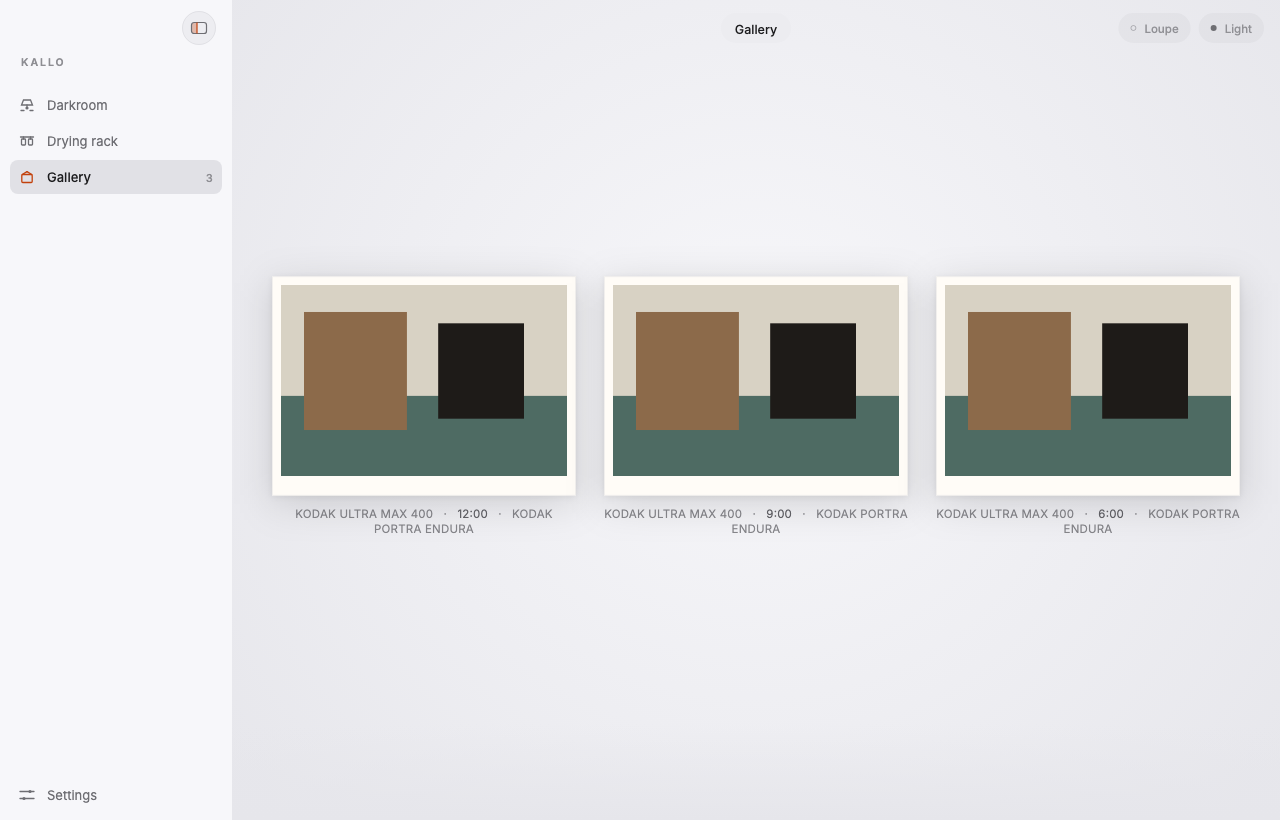 Gallery
Loupe
Light
KALLO
Darkroom
Drying rack
Gallery 3
KODAK ULTRA MAX 400 · 12:00 · KODAK
PORTRA ENDURA
KODAK ULTRA MAX 400 · 9:00 · KODAK PORTRA
ENDURA
KODAK ULTRA MAX 400 · 6:00 · KODAK PORTRA
ENDURA
Settings